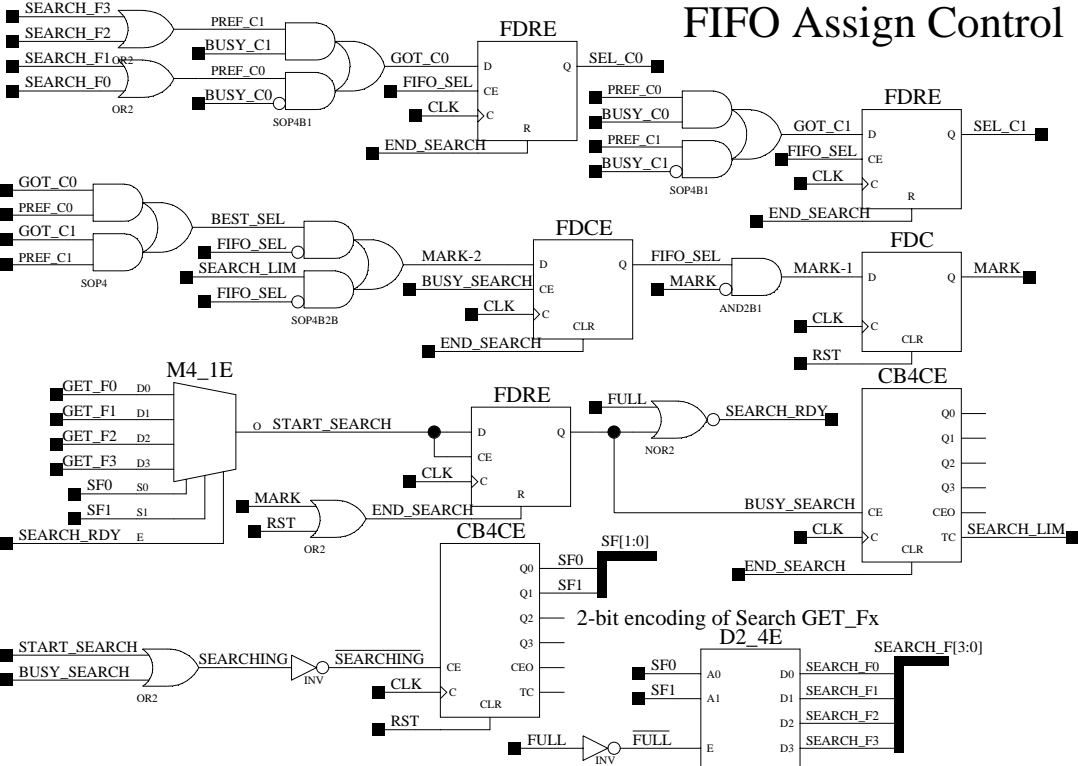 FIFO Assign Control
SEARCH_F3
SEARCH_F2
OR2
PREF_C1
BUSY_C1
SEARCH_F1
SEARCH_F0
OR2
PREF_C0
BUSY_C0
SOP4B1
GOT_C0
FIFO_SEL
CLK
END_SEARCH
FDRE
D
CE
C
Q
R
SEL_C0
PREF_C0
BUSY_C0
PREF_C1
BUSY_C1
SOP4B1
GOT_C1
FIFO_SEL
CLK
END_SEARCH
FDRE
D
CE
C
Q
R
SEL_C1
GOT_C0
PREF_C0
GOT_C1
PREF_C1
SOP4
BEST_SEL
FIFO_SEL
SEARCH_LIM
FIFO_SEL
SOP4B2B
MARK-2
BUSY_SEARCH
CLK
END_SEARCH
FDCE
D
CE
C
Q
CLR
FIFO_SEL
MARK
AND2B1
MARK-1
CLK
RST
FDC
D
C
Q
CLR
MARK
M4_1E
GET_F0 D0
GET_F1 D1
GET_F2 D2
GET_F3 D3
SF0 S0
SF1 S1
SEARCH_RDY E
O START_SEARCH
CLK
MARK
RST
OR2
END_SEARCH
FDRE
D
CE
C
Q
R
FULL
NOR2
SEARCH_RDY
BUSY_SEARCH
CLK
END_SEARCH
CB4CE
Q0
Q1
Q2
Q3
CE
CEO
C
TC
CLR
SEARCH_LIM
START_SEARCH
BUSY_SEARCH
OR2
SEARCHING
INV
SEARCHING
CLK
RST
CB4CE
Q0
Q1
Q2
Q3
CE
CEO
C
TC
CLR
SF[1:0]
SF0
SF1
2-bit encoding of Search GET_Fx
D2_4E
SF0
SF1
FULL
INV
FULL
A0
A1
E
D0
D1
D2
D3
SEARCH_F0
SEARCH_F1
SEARCH_F2
SEARCH_F3
SEARCH_F[3:0]